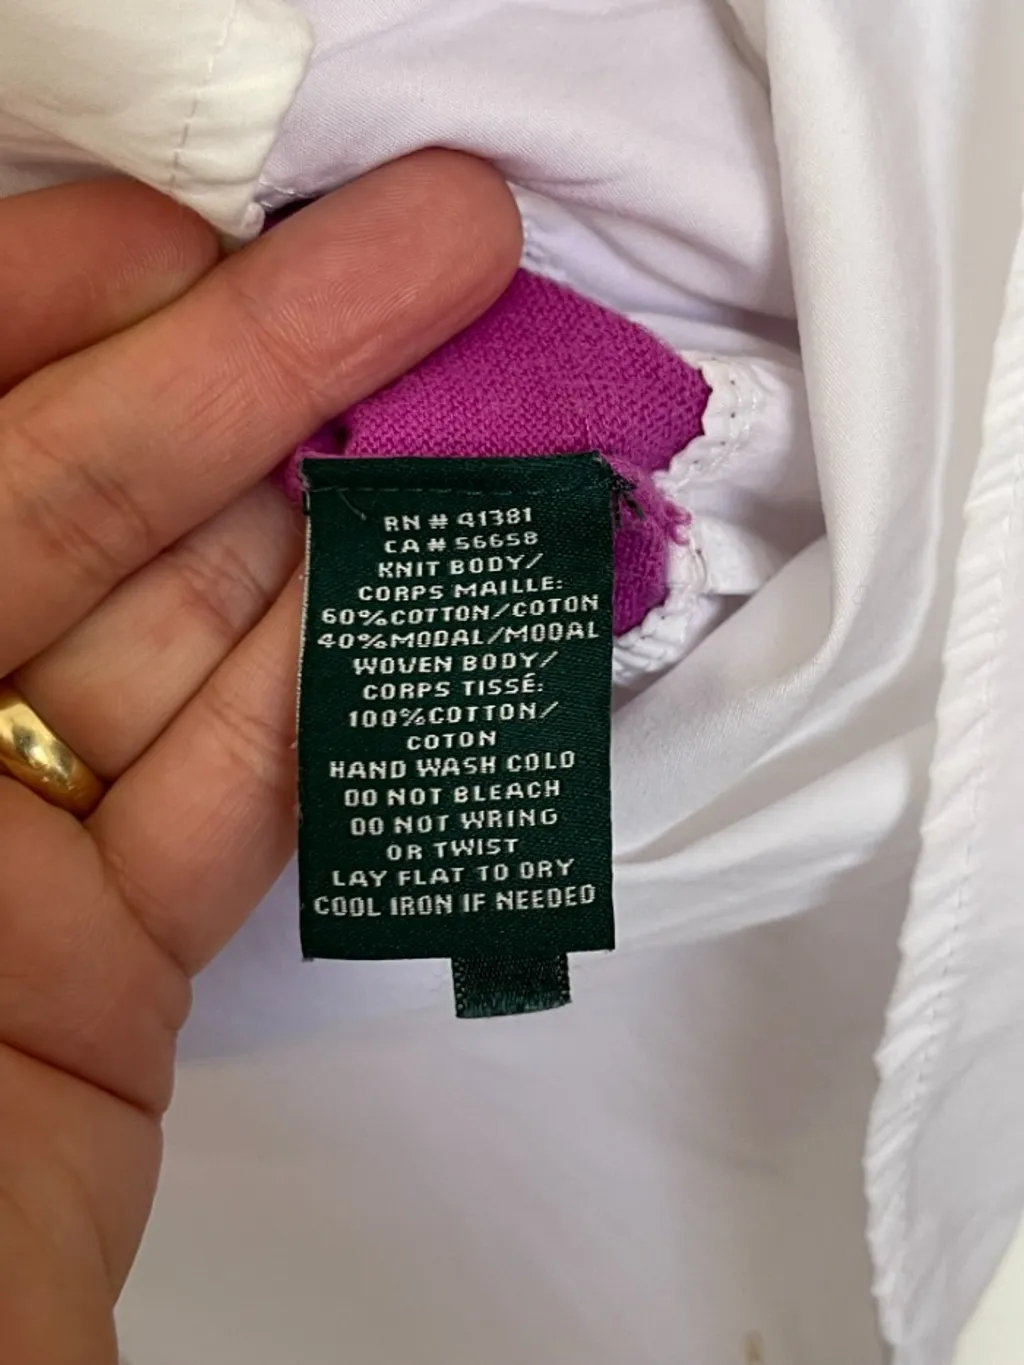 RN # 41381
CA # 56658
KNIT BODY/
CORPS MAILLE:
60%COTTON/COTON
40%MODAL/MODAL
WOVEN BODY/
CORPS TISSÉ:
100%COTTON/
COTON
HAND WASH COLD
DO NOT BLEACH
DO NOT WRING
OR TWIST
LAY FLAT TO DRY
COOL IRON IF NEEDED